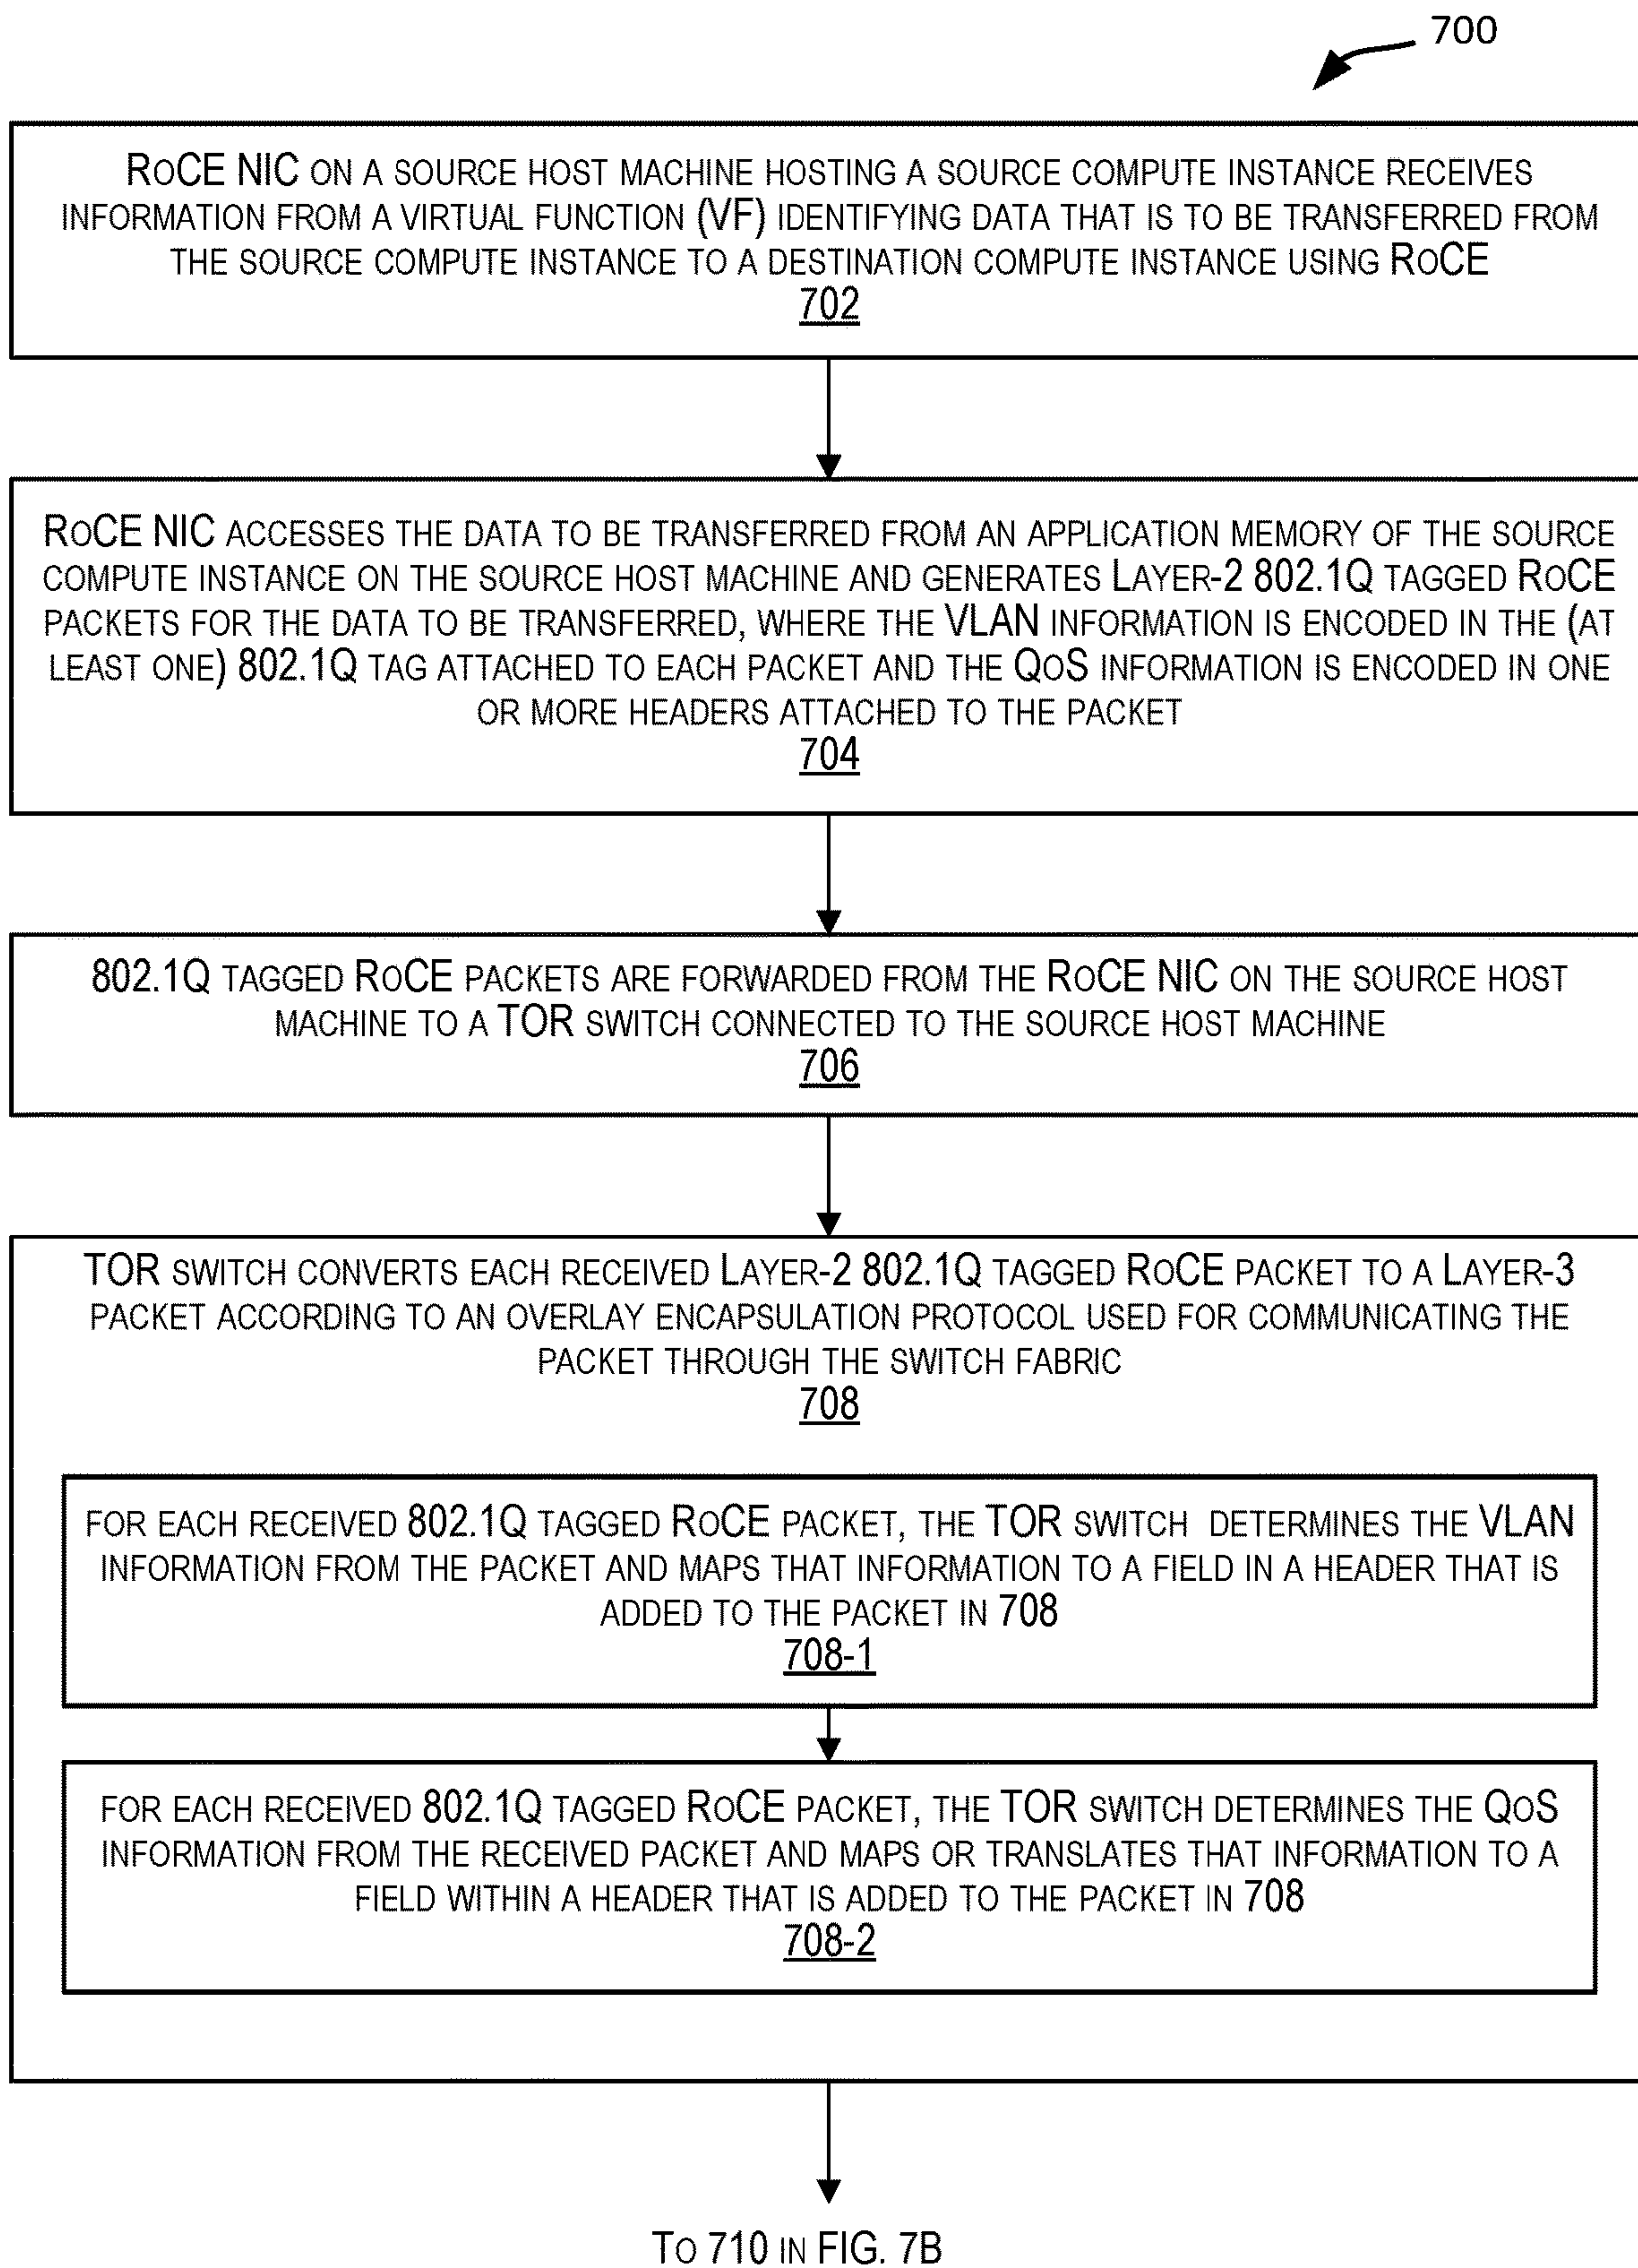 700
RoCE NIC ON A SOURCE HOST MACHINE HOSTING A SOURCE COMPUTE INSTANCE RECEIVES
INFORMATION FROM A VIRTUAL FUNCTION (VF) IDENTIFYING DATA THAT IS TO BE TRANSFERRED FROM
THE SOURCE COMPUTE INSTANCE TO A DESTINATION COMPUTE INSTANCE USING RoCE
702
RoCE NIC ACCESSES THE DATA TO BE TRANSFERRED FROM AN APPLICATION MEMORY OF THE SOURCE
COMPUTE INSTANCE ON THE SOURCE HOST MACHINE AND GENERATES LAYER-2 802.1Q TAGGED RoCE
PACKETS FOR THE DATA TO BE TRANSFERRED, WHERE THE VLAN INFORMATION IS ENCODED IN THE (AT
LEAST ONE) 802.1Q TAG ATTACHED TO EACH PACKET AND THE QoS INFORMATION IS ENCODED IN ONE
OR MORE HEADERS ATTACHED TO THE PACKET
704
802.1Q TAGGED RoCE PACKETS ARE FORWARDED FROM THE RoCE NIC ON THE SOURCE HOST
MACHINE TO A TOR SWITCH CONNECTED TO THE SOURCE HOST MACHINE
706
TOR SWITCH CONVERTS EACH RECEIVED LAYER-2 802.1Q TAGGED RoCE PACKET TO A LAYER-3
PACKET ACCORDING TO AN OVERLAY ENCAPSULATION PROTOCOL USED FOR COMMUNICATING THE
PACKET THROUGH THE SWITCH FABRIC
708
FOR EACH RECEIVED 802.1Q TAGGED RoCE PACKET, THE TOR SWITCH DETERMINES THE VLAN
INFORMATION FROM THE PACKET AND MAPS THAT INFORMATION TO A FIELD IN A HEADER THAT IS
ADDED TO THE PACKET IN 708
708-1
FOR EACH RECEIVED 802.1Q TAGGED RoCE PACKET, THE TOR SWITCH DETERMINES THE QoS
INFORMATION FROM THE RECEIVED PACKET AND MAPS OR TRANSLATES THAT INFORMATION TO A
FIELD WITHIN A HEADER THAT IS ADDED TO THE PACKET IN 708
708-2
TO 710 IN FIG. 7B